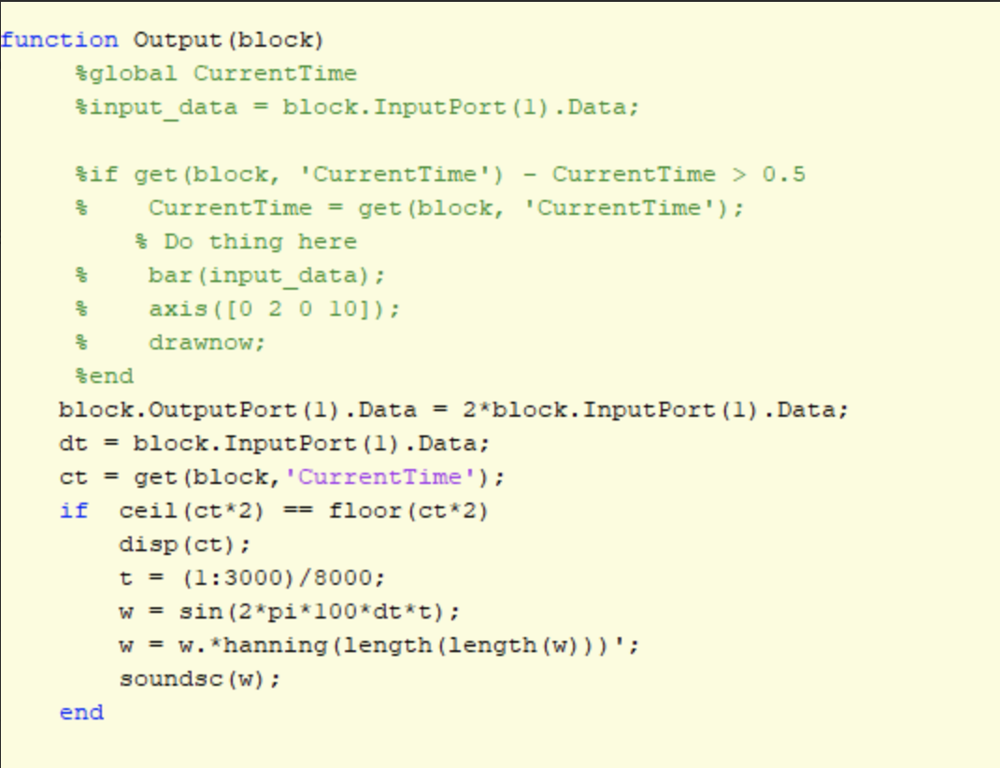 function Output(block)
%global CurrentTime
%input_data = block.InputPort(1).Data;
%if get(block, 'CurrentTime') - CurrentTime > 0.5
%    CurrentTime = get(block, 'CurrentTime');
% Do thing here
%    bar(input_data);
%    axis([0 2 0 10]);
%    drawnow;
%end
block.OutputPort(1).Data = 2*block.InputPort(1).Data;
dt = block.InputPort(1).Data;
ct = get(block,'CurrentTime');
if  ceil(ct*2) == floor(ct*2)
disp(ct);
t = (1:3000)/8000;
w = sin(2*pi*100*dt*t);
w = w.*hanning(length(length(w)))';
soundsc(w);
end